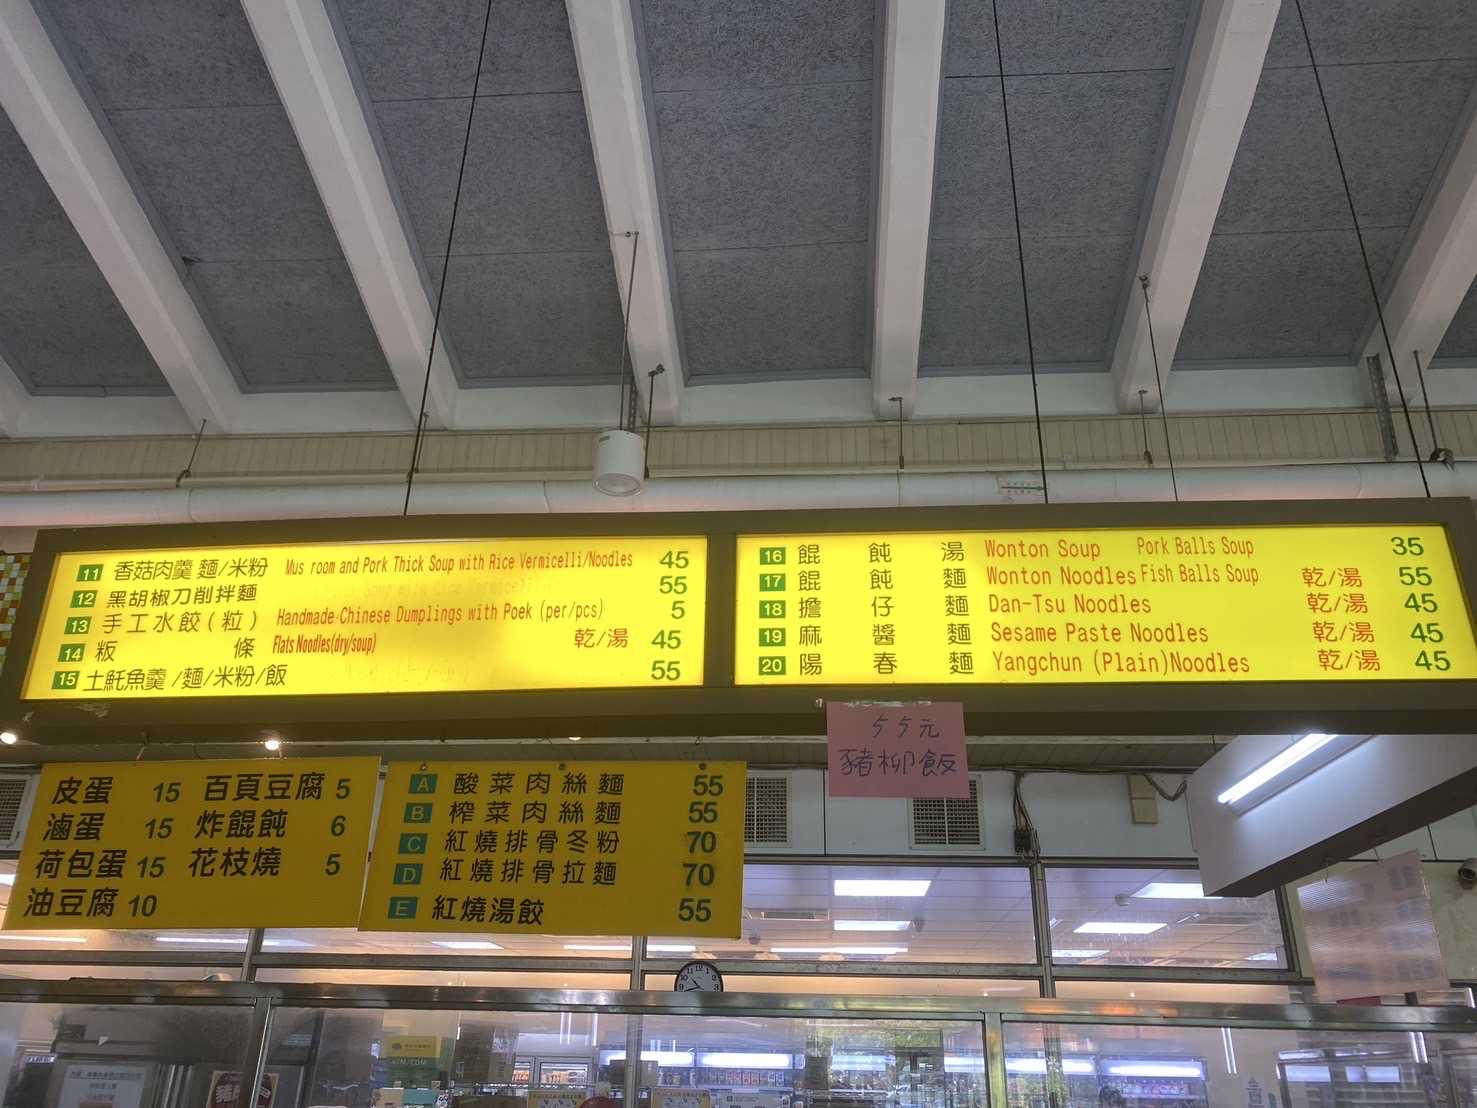 11 香菇肉羹 麵/米粉 Mus room and Pork Thick Soup with Rice Vermicelli/Noodles 45
12 黑胡椒刀削拌麵 55
13 手工水餃(粒) Handmade Chinese Dumplings with Poek (per/pcs) 5
14 粄條 Flats Noodles(dry/soup) 乾/湯 45
15 土魠魚羹 /麵/米粉/飯 55
16 餛飩湯 Wonton Soup Pork Balls Soup 35
17 餛飩麵 Wonton Noodles Fish Balls Soup 乾/湯 55
18 擔仔麵 Dan-Tsu Noodles 乾/湯 45
19 麻醬麵 Sesame Paste Noodles 乾/湯 45
20 陽春麵 Yangchun (Plain)Noodles 乾/湯 45
55元
豬柳飯
皮蛋 15 百頁豆腐 5
滷蛋 15 炸餛飩 6
荷包蛋 15 花枝燒 5
油豆腐 10
A 酸菜肉絲麵 55
B 榨菜肉絲麵 55
C 紅燒排骨冬粉 70
D 紅燒排骨拉麵 70
E 紅燒湯餃 55